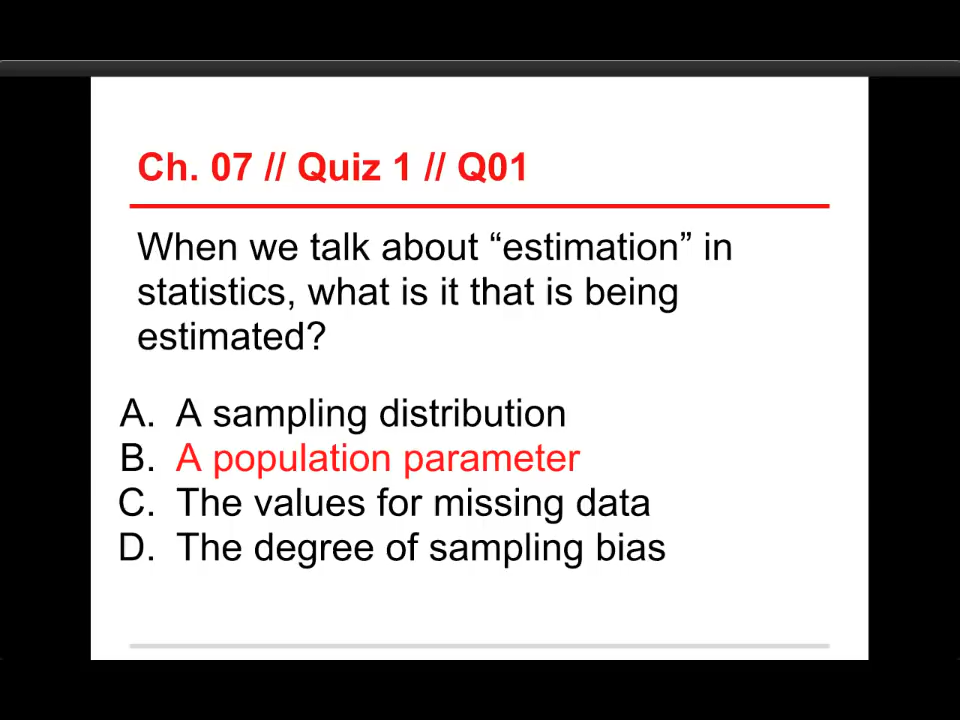 Ch. 07 // Quiz 1 // Q01
When we talk about “estimation” in
statistics, what is it that is being
estimated?
A. A sampling distribution
B. A population parameter
C. The values for missing data
D. The degree of sampling bias